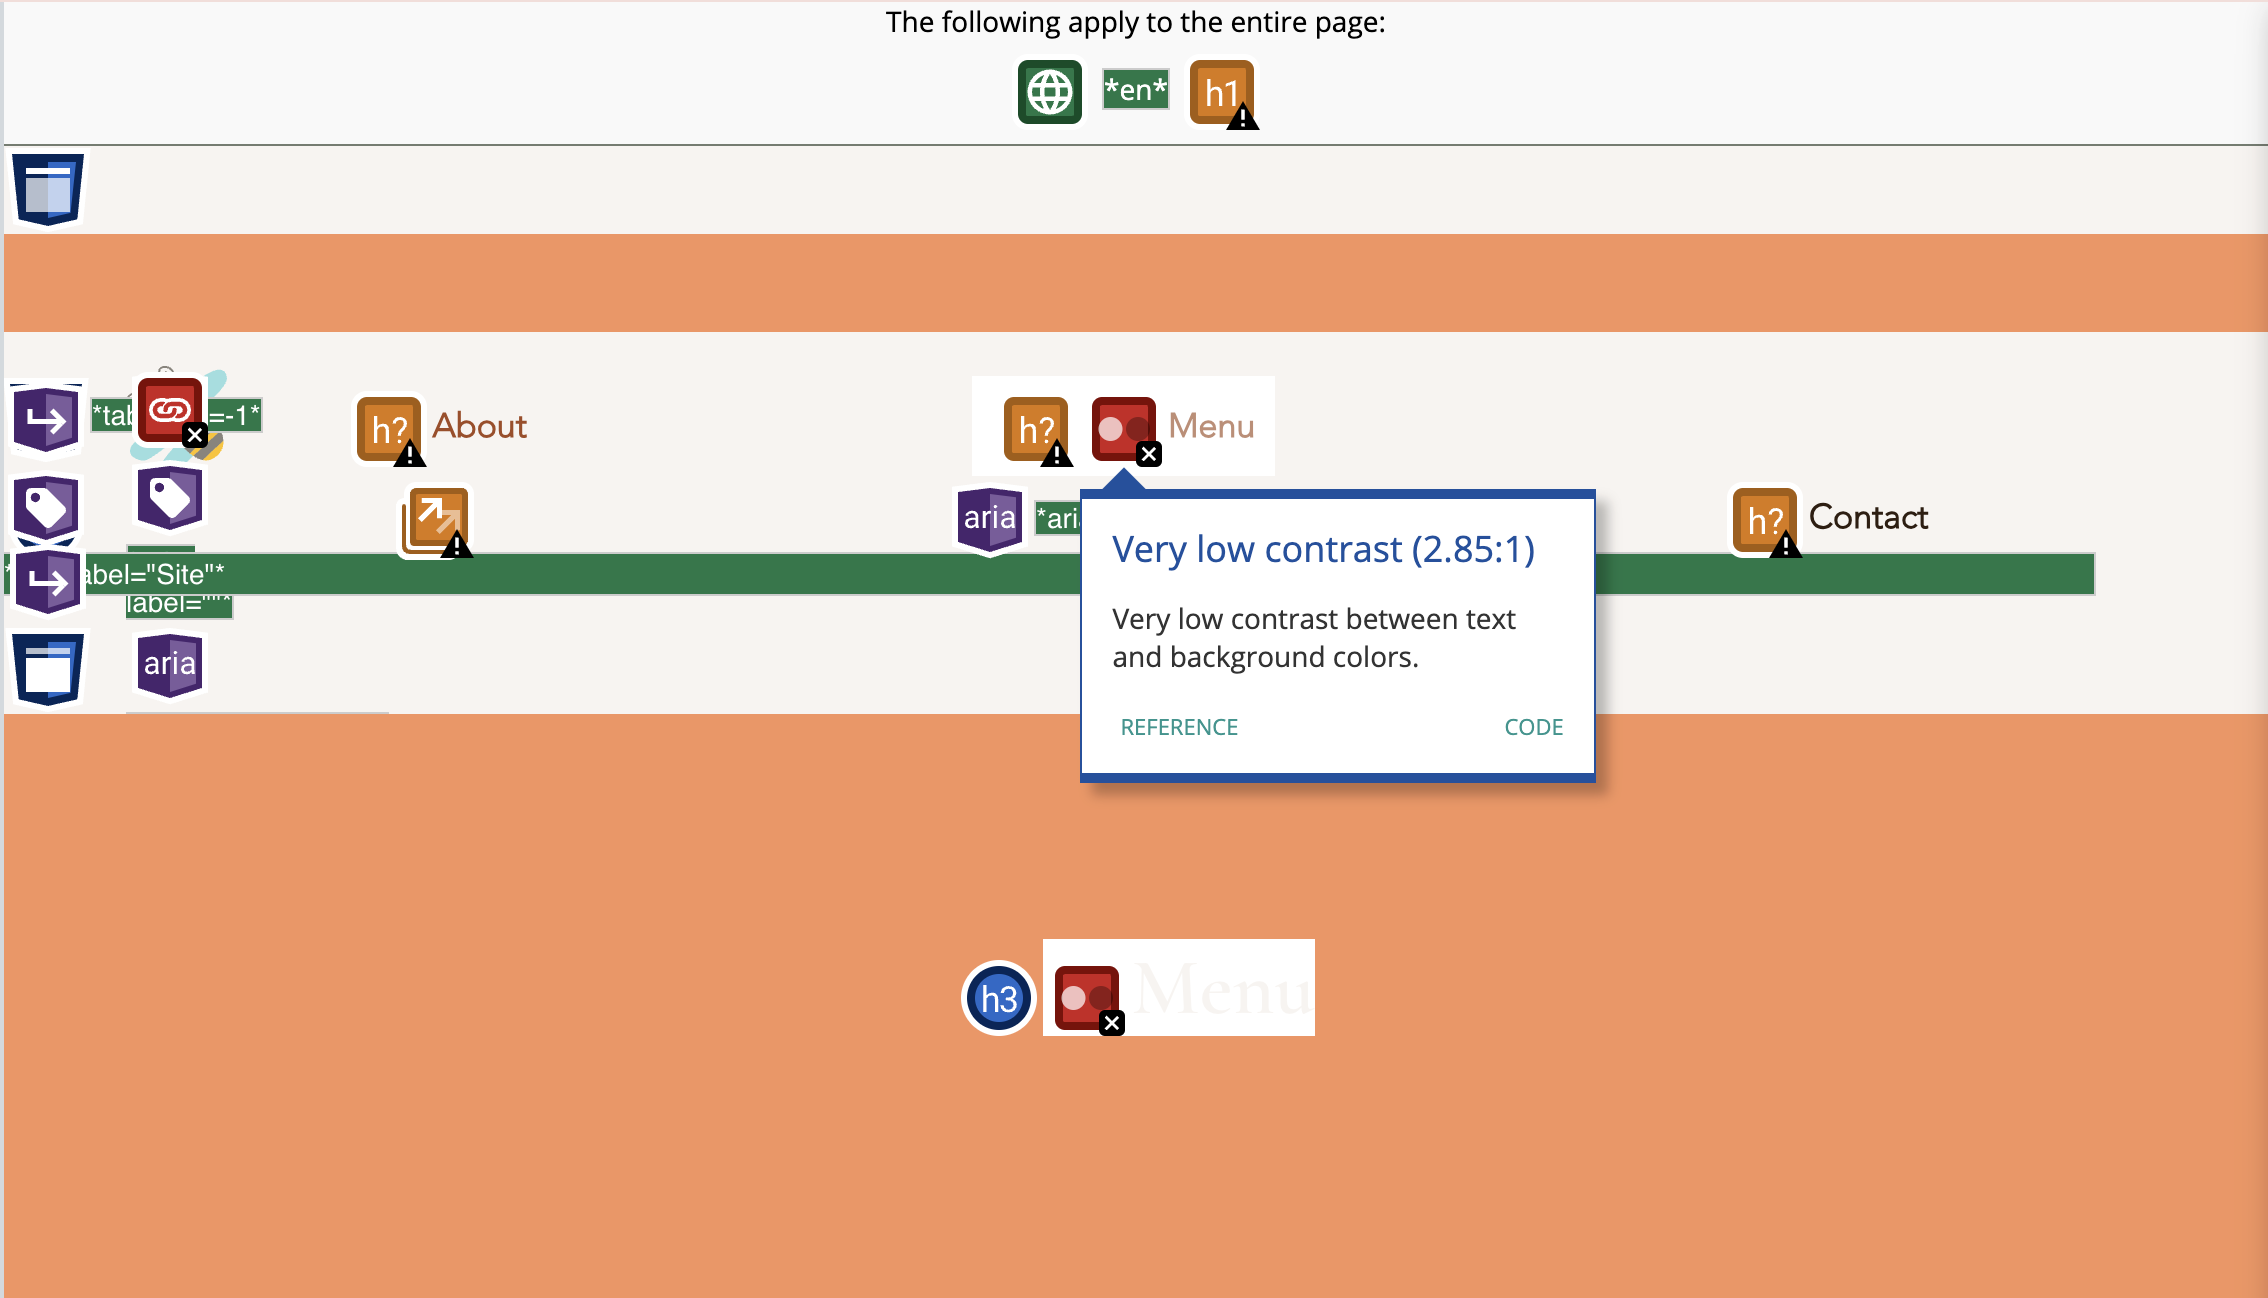 The following apply to the entire page:
*en* h1
*tab =-1*
h? About
h? Menu
aria *ari
h? Contact
Very low contrast (2.85:1)
Very low contrast between text
and background colors.
REFERENCE CODE
* abel="Site"*
label=""*
aria
h3 Menu